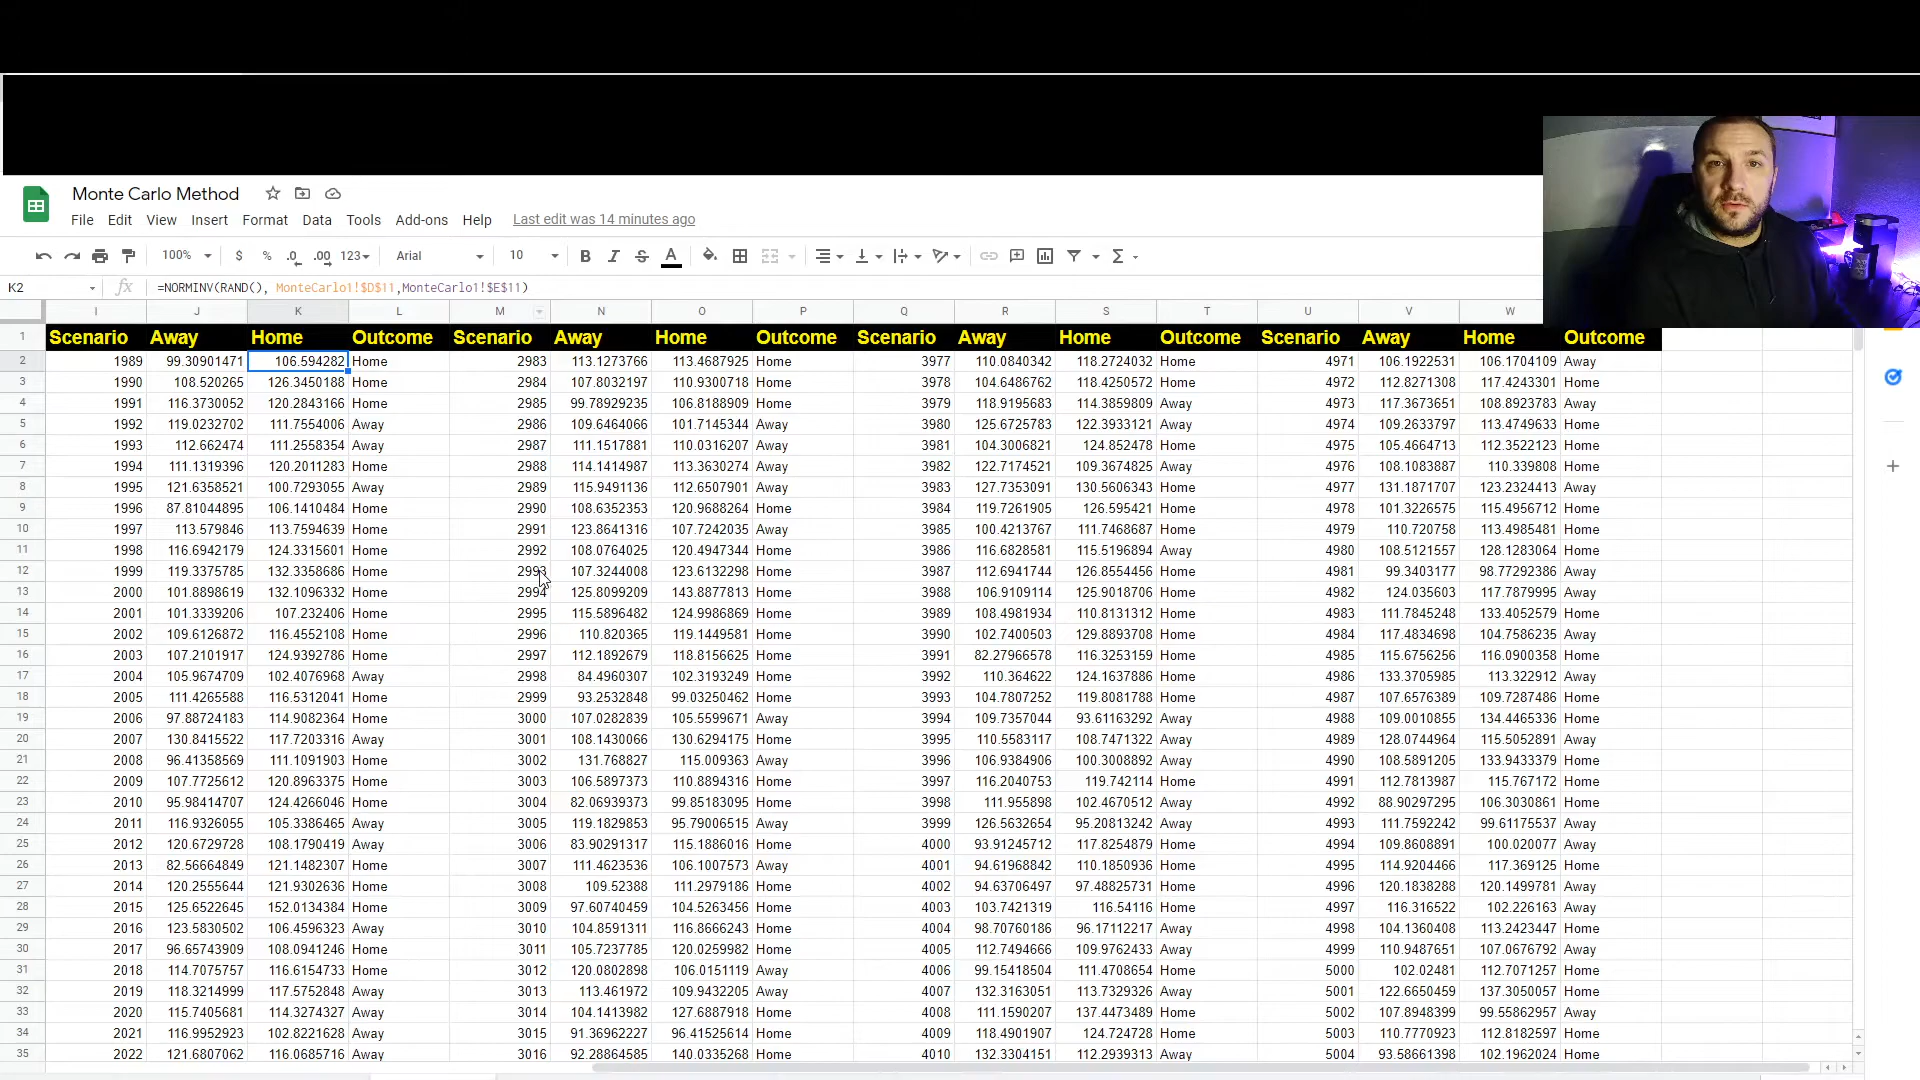 Monte Carlo Method
File Edit View Insert Format Data Tools Add-ons Help Last edit was 14 minutes ago
100% $ % .0 .00 123 Arial 10 B I S A
K2 fx =NORMINV(RAND(), MonteCarlo1!$D$11,MonteCarlo1!$E$11)
I J K L M N O P Q R S T U V W
1 Scenario Away Home Outcome Scenario Away Home Outcome Scenario Away Home Outcome Scenario Away Home Outcome
2 1989 99.30901471 106.594282 Home 2983 113.1273766 113.4687925 Home 3977 110.0840342 118.2724032 Home 4971 106.1922531 106.1704109 Away
3 1990 108.520265 126.3450188 Home 2984 107.8032197 110.9300718 Home 3978 104.6486762 118.4250572 Home 4972 112.8271308 117.4243301 Home
4 1991 116.3730052 120.2843166 Home 2985 99.78929235 106.8188909 Home 3979 118.9195683 114.3859809 Away 4973 117.3673651 108.8923783 Away
5 1992 119.0232702 111.7554006 Away 2986 109.6464066 101.7145344 Away 3980 125.6725783 122.3933121 Away 4974 109.2633797 113.4749633 Home
6 1993 112.662474 111.2558354 Away 2987 111.1517881 110.0316207 Away 3981 104.3006821 124.852478 Home 4975 105.4664713 112.3522123 Home
7 1994 111.1319396 120.2011283 Home 2988 114.1414987 113.3630274 Away 3982 122.7174521 109.3674825 Away 4976 108.1083887 110.339808 Home
8 1995 121.6358521 100.7293055 Away 2989 115.9491136 112.6507901 Away 3983 127.7353091 130.5606343 Home 4977 131.1871707 123.2324413 Away
9 1996 87.81044895 106.1410484 Home 2990 108.6352353 120.9688264 Home 3984 119.7261905 126.595421 Home 4978 101.3226575 115.4956712 Home
10 1997 113.579846 113.7594639 Home 2991 123.8641316 107.7242035 Away 3985 100.4213767 111.7468687 Home 4979 110.720758 113.4985481 Home
11 1998 116.6942179 124.3315601 Home 2992 108.0764025 120.4947344 Home 3986 116.6828581 115.5196894 Away 4980 108.5121557 128.1283064 Home
12 1999 119.3375785 132.3358686 Home 2993 107.3244008 123.6132298 Home 3987 112.6941744 126.8554456 Home 4981 99.3403177 98.77292386 Away
13 2000 101.8898619 132.1096332 Home 2994 125.8099209 143.8877813 Home 3988 106.9109114 125.9018706 Home 4982 124.035603 117.7879995 Away
14 2001 101.3339206 107.232406 Home 2995 115.5896482 124.9986869 Home 3989 108.4981934 110.8131312 Home 4983 111.7845248 133.4052579 Home
15 2002 109.6126872 116.4552108 Home 2996 110.820365 119.1449581 Home 3990 102.7400503 129.8893708 Home 4984 117.4834698 104.7586235 Away
16 2003 107.2101917 124.9392786 Home 2997 112.1892679 118.8156625 Home 3991 82.27966578 116.3253159 Home 4985 115.6756256 116.0900358 Home
17 2004 105.9674709 102.4076968 Away 2998 84.4960307 102.3193249 Home 3992 110.364622 124.1637886 Home 4986 133.3705985 113.322912 Away
18 2005 111.4265588 116.5312041 Home 2999 93.2532848 99.03250462 Home 3993 104.7807252 119.8081788 Home 4987 107.6576389 109.7287486 Home
19 2006 97.88724183 114.9082364 Home 3000 107.0282839 105.5599671 Away 3994 109.7357044 93.61163292 Away 4988 109.0010855 134.4465336 Home
20 2007 130.8415522 117.7203316 Away 3001 108.1430066 130.6294175 Home 3995 110.5583117 108.7471322 Away 4989 128.0744964 115.5052891 Away
21 2008 96.41358569 111.1091903 Home 3002 131.768827 115.009363 Away 3996 106.9384906 100.3008892 Away 4990 108.5891205 133.9433379 Home
22 2009 107.7725612 120.8963375 Home 3003 106.5897373 110.8894316 Home 3997 116.2040753 119.742114 Home 4991 112.7813987 115.767172 Home
23 2010 95.98414707 124.4266046 Home 3004 82.06939373 99.85183095 Home 3998 111.955898 102.4670512 Away 4992 88.90297295 106.3030861 Home
24 2011 116.9326055 105.3386465 Away 3005 119.1829853 95.79006515 Away 3999 126.5632654 95.20813242 Away 4993 111.7592242 99.61175537 Away
25 2012 120.6729728 108.1790419 Away 3006 83.90291317 115.1886016 Home 4000 93.91245712 117.8254879 Home 4994 109.8608891 100.020077 Away
26 2013 82.56664849 121.1482307 Home 3007 111.4623536 106.1007573 Away 4001 94.61968842 110.1850936 Home 4995 114.9204466 117.369125 Home
27 2014 120.2555644 121.9302636 Home 3008 109.52388 111.2979186 Home 4002 94.63706497 97.48825731 Home 4996 120.1838288 120.1499781 Away
28 2015 125.6522645 152.0134384 Home 3009 97.60740459 104.5263456 Home 4003 103.7421319 116.54116 Home 4997 116.316522 102.226163 Away
29 2016 123.5830502 106.4596323 Away 3010 104.8591311 116.8666243 Home 4004 98.70760186 96.17112217 Away 4998 104.1360408 113.2423447 Home
30 2017 96.65743909 108.0941246 Home 3011 105.7237785 120.0259982 Home 4005 112.7494666 109.9762433 Away 4999 110.9487651 107.0676792 Away
31 2018 114.7075757 116.6154733 Home 3012 120.0802898 106.0151119 Away 4006 99.15418504 111.4708654 Home 5000 102.02481 112.7071257 Home
32 2019 118.3214999 117.5752848 Away 3013 113.461972 109.9432205 Away 4007 132.3163051 113.7329326 Away 5001 122.6650459 137.3050057 Home
33 2020 115.7405681 114.3274327 Away 3014 104.1413982 127.6887918 Home 4008 111.1590207 137.4473489 Home 5002 107.8948399 99.55862957 Away
34 2021 116.9952923 102.8221628 Away 3015 91.36962227 96.41525614 Home 4009 118.4901907 124.724728 Home 5003 110.7770923 112.8182597 Home
35 2022 121.6807062 116.0685716 Away 3016 92.28864585 140.0335268 Home 4010 132.3304151 112.2939313 Away 5004 93.58661398 102.1962024 Home